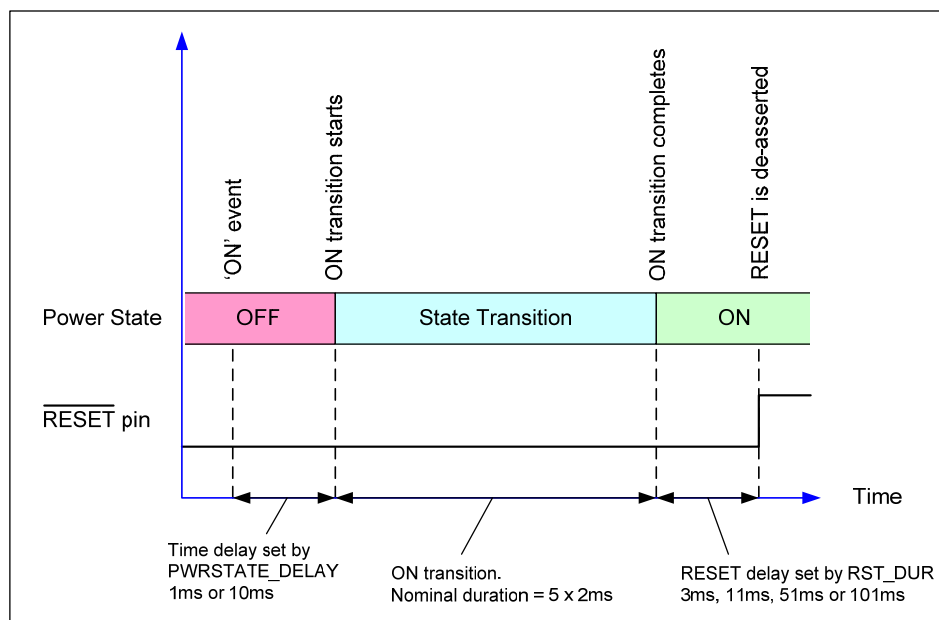 'ON' event
ON transition starts
ON transition completes
RESET is de-asserted
Power State
OFF
State Transition
ON
RESET pin
Time
Time delay set by
PWRSTATE_DELAY
1ms or 10ms
ON transition.
Nominal duration = 5 x 2ms
RESET delay set by RST_DUR
3ms, 11ms, 51ms or 101ms